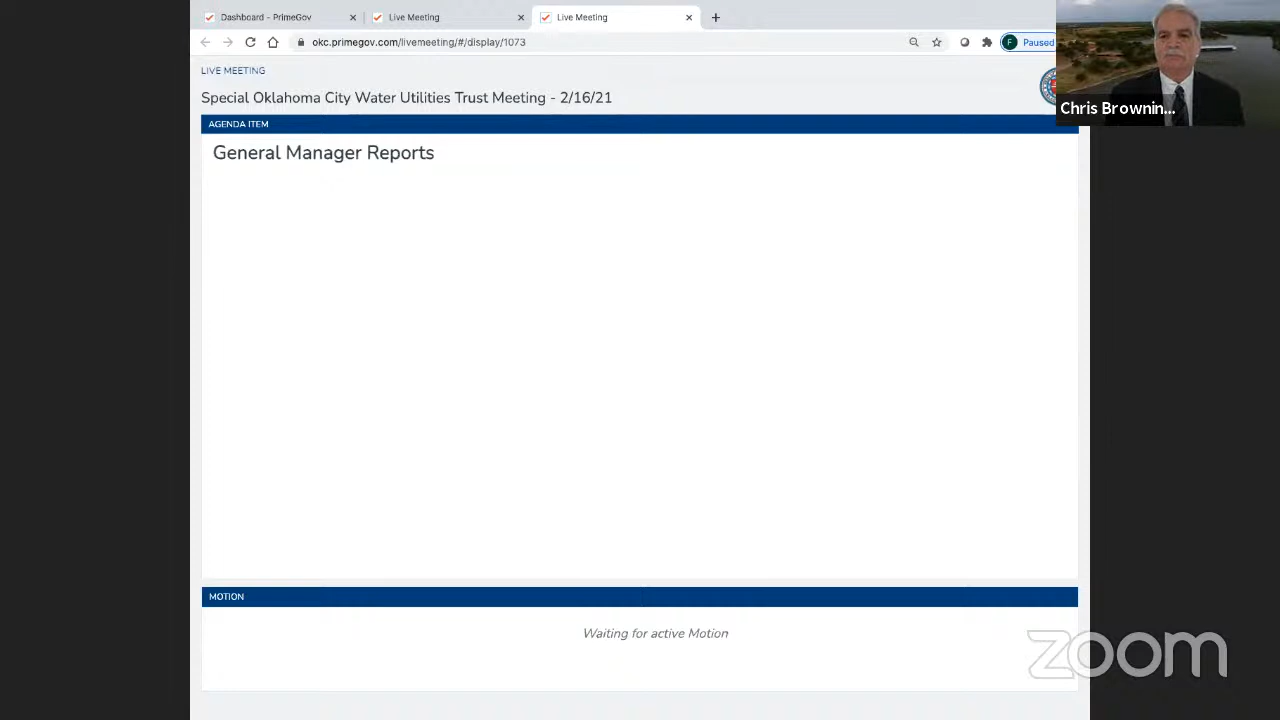 Dashboard - PrimeGov
Live Meeting
Live Meeting
okc.primegov.com/livemeeting/#/display/1073
F Paused
LIVE MEETING
Special Oklahoma City Water Utilities Trust Meeting - 2/16/21
AGENDA ITEM
General Manager Reports
Chris Brownin...
MOTION
Waiting for active Motion
zoom